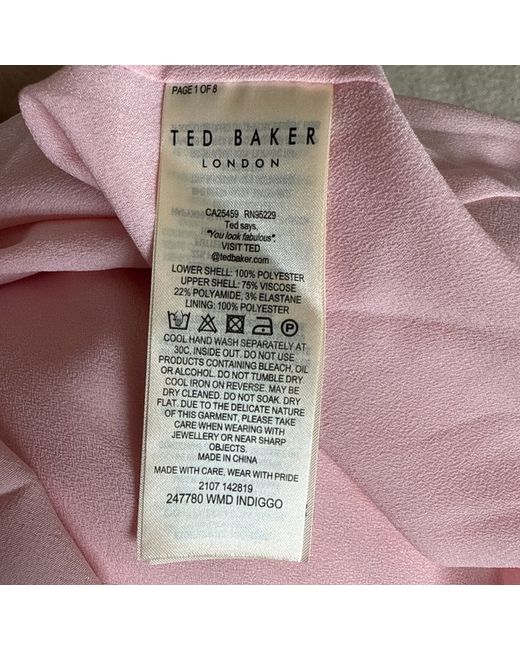 PAGE 1 OF 8
TED BAKER
LONDON
CA25459 RN95229
Ted says,
"You look fabulous".
VISIT TED
@tedbaker.com
LOWER SHELL: 100% POLYESTER
UPPER SHELL: 75% VISCOSE
22% POLYAMIDE, 3% ELASTANE
LINING: 100% POLYESTER
COOL HAND WASH SEPARATELY AT
30C, INSIDE OUT. DO NOT USE
PRODUCTS CONTAINING BLEACH, OIL
OR ALCOHOL. DO NOT TUMBLE DRY.
COOL IRON ON REVERSE. MAY BE
DRY CLEANED. DO NOT SOAK. DRY
FLAT. DUE TO THE DELICATE NATURE
OF THIS GARMENT, PLEASE TAKE
CARE WHEN WEARING WITH
JEWELLERY OR NEAR SHARP
OBJECTS.
MADE IN CHINA
MADE WITH CARE, WEAR WITH PRIDE
2107 142819
247780 WMD INDIGGO